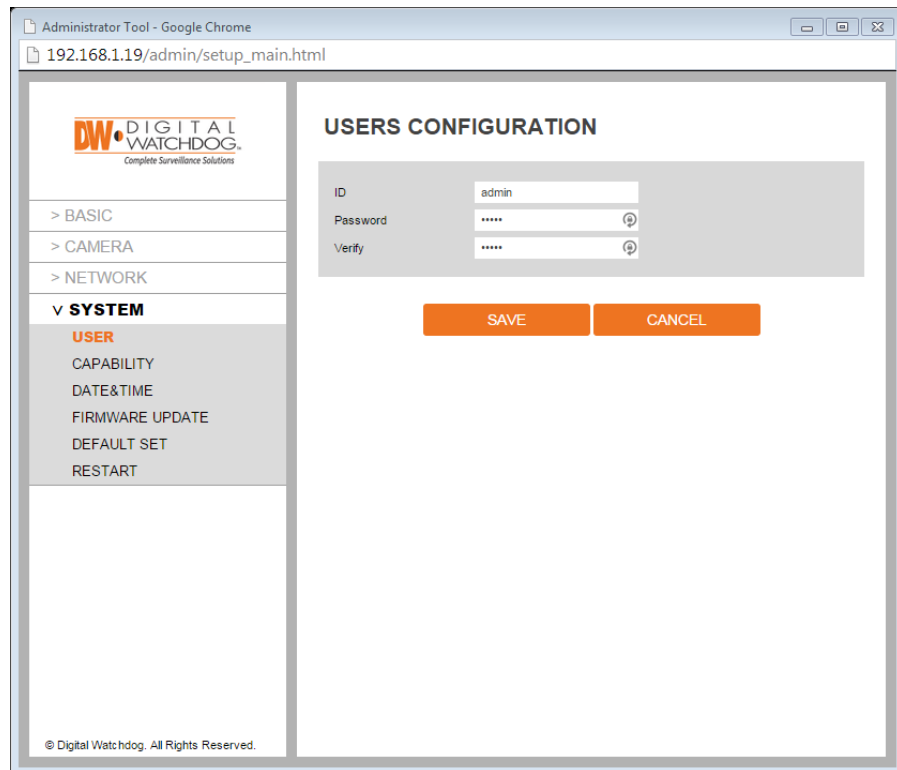 Administrator Tool - Google Chrome
192.168.1.19/admin/setup_main.html
DW DIGITAL
WATCHDOG.
Complete Surveillance Solutions
> BASIC
> CAMERA
> NETWORK
v SYSTEM
USER
CAPABILITY
DATE&TIME
FIRMWARE UPDATE
DEFAULT SET
RESTART
© Digital Watchdog. All Rights Reserved.
USERS CONFIGURATION
ID admin
Password •••••
Verify •••••
SAVE CANCEL